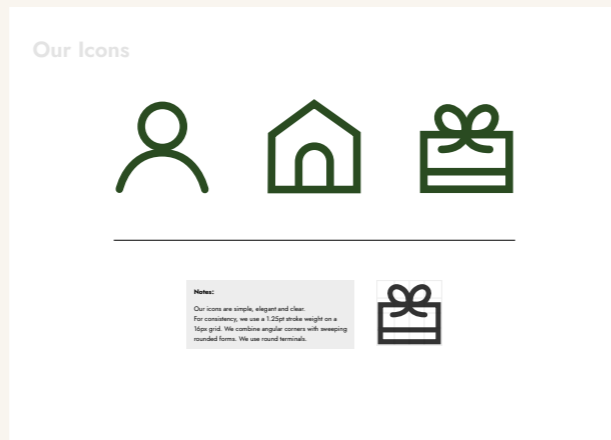 Our Icons
Notes:
Our icons are simple, elegant and clear.
For consistency, we use a 1.25pt stroke weight on a
16px grid. We combine angular corners with sweeping
rounded forms. We use round terminals.